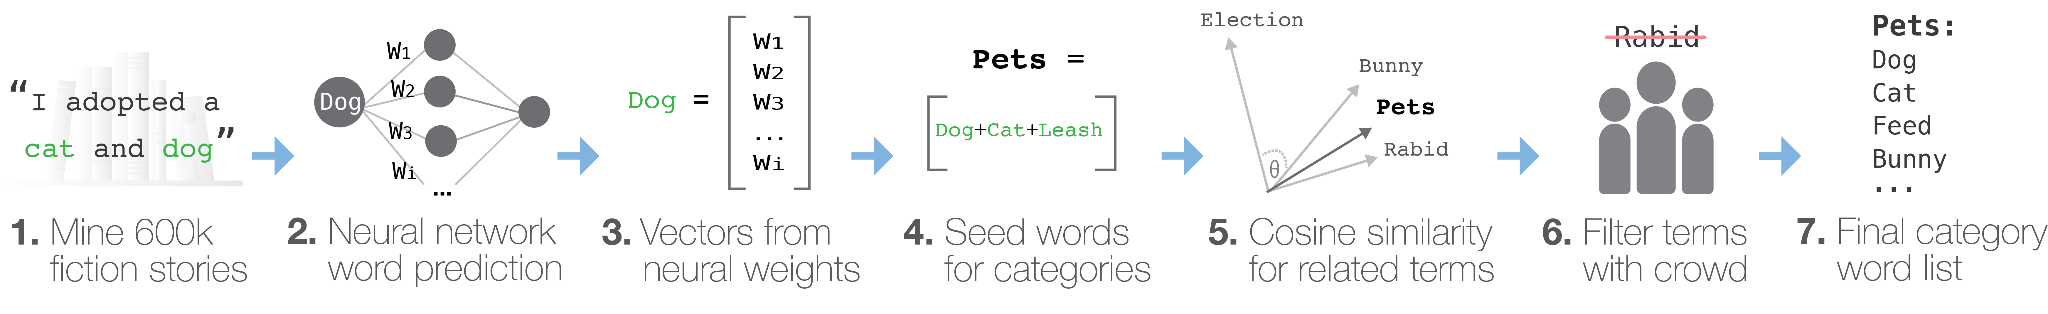 “I adopted a
cat and dog”
1. Mine 600k
fiction stories
Dog
W1
W2
W3
Wi
...
2. Neural network
word prediction
Dog =
W1
W2
W3
...
Wi
3. Vectors from
neural weights
Pets =
Dog+Cat+Leash
4. Seed words
for categories
Election
Bunny
Pets
Rabid
θ
5. Cosine similarity
for related terms
Rabid
6. Filter terms
with crowd
Pets:
Dog
Cat
Feed
Bunny
...
7. Final category
word list